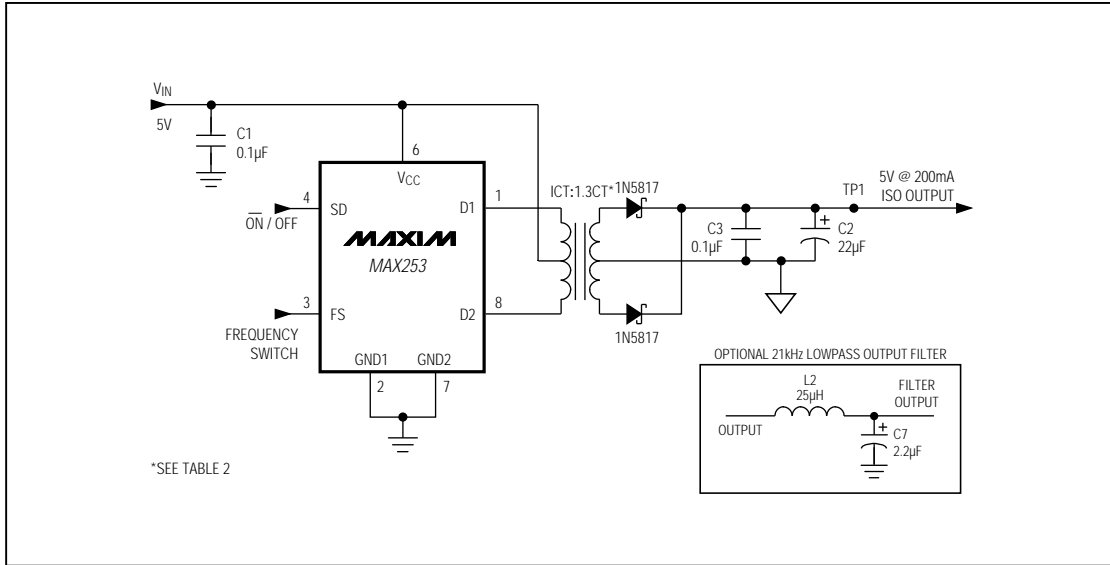 VIN
5V
C1
0.1µF
6
VCC
4
SD
ON / OFF
MAXIM
MAX253
3
FS
FREQUENCY
SWITCH
D1
1
D2
8
GND1
GND2
2
7
ICT:1.3CT*
1N5817
1N5817
C3
0.1µF
+
C2
22µF
TP1
5V @ 200mA
ISO OUTPUT
OPTIONAL 21kHz LOWPASS OUTPUT FILTER
L2
25µH
FILTER
OUTPUT
OUTPUT
+
C7
2.2µF
*SEE TABLE 2